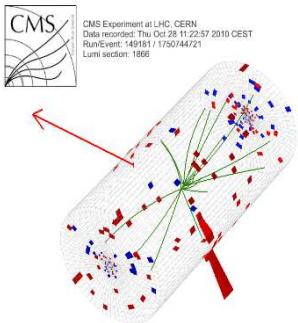 CMS
CMS Experiment at LHC, CERN
Data recorded: Thu Oct 28 11:22:57 2010 CEST
Run/Event: 149181 / 1750744721
Lumi section: 1866